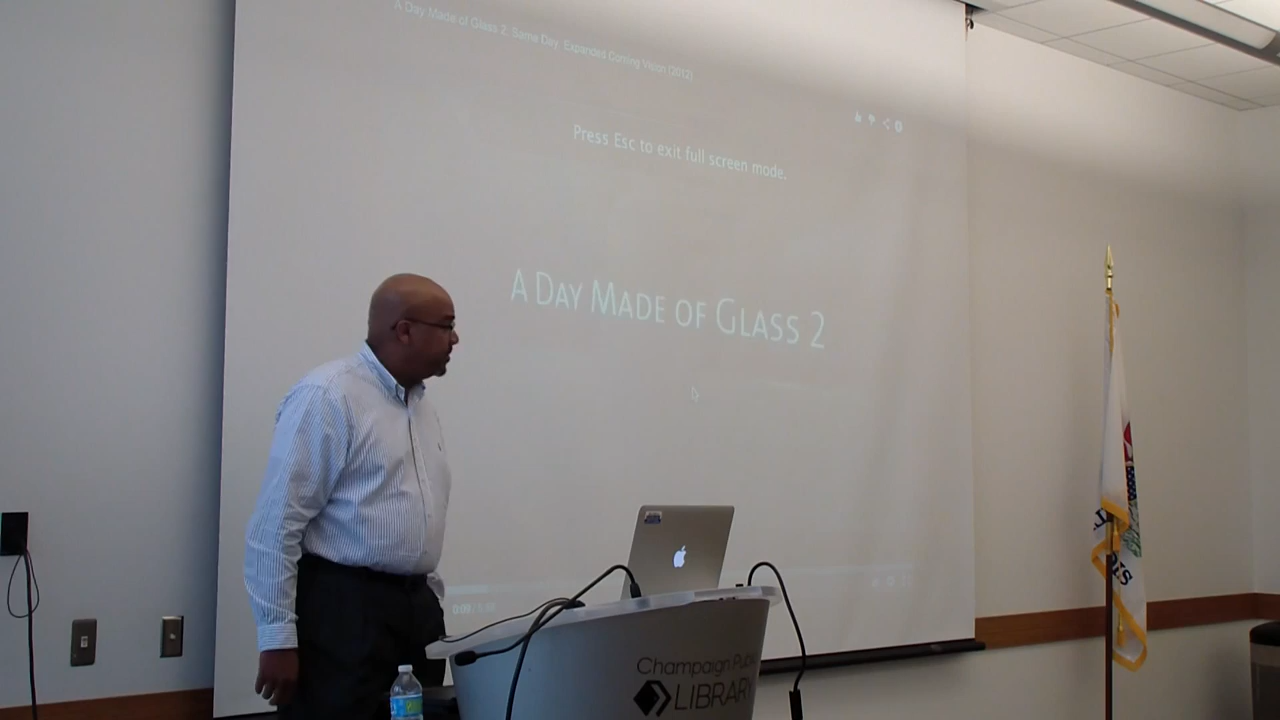 A Day Made of Glass 2: Same Day. Expanded Corning Vision (2012)
Press Esc to exit full screen mode.
A DAY MADE OF GLASS 2
Champaign Public
LIBRARY